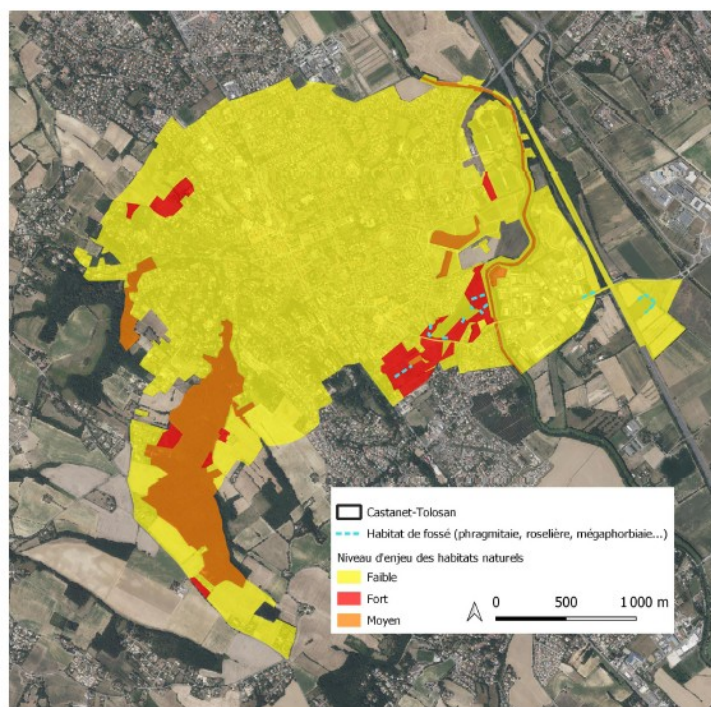 Castanet-Tolosan
Habitat de fossé (phragmitaie, roselière, mégaphorbiaie...)
Niveau d'enjeu des habitats naturels
Faible
Fort
Moyen
0 500 1 000 m